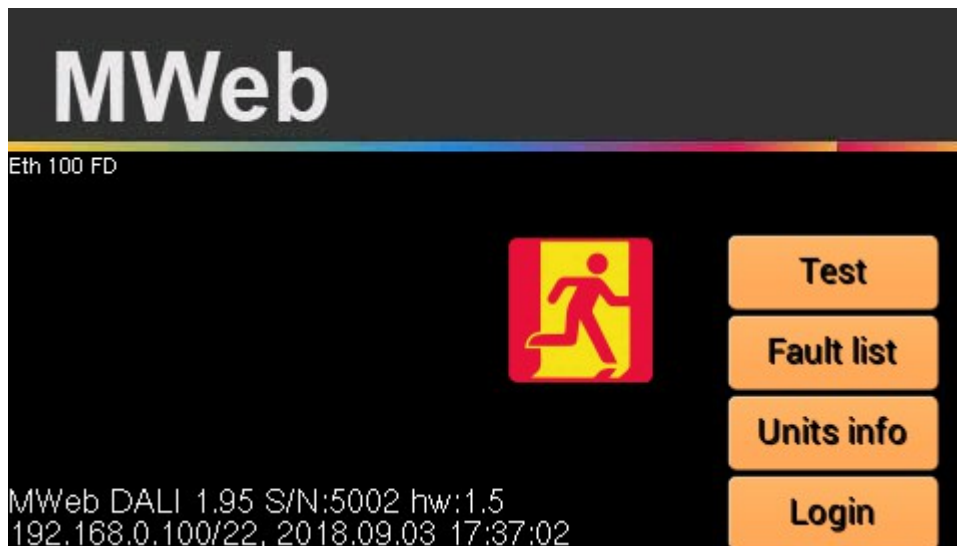 MWeb
Eth 100 FD
Test
Fault list
Units info
Login
MWeb DALI 1.95 S/N:5002 hw:1.5
192.168.0.100/22, 2018.09.03 17:37:02